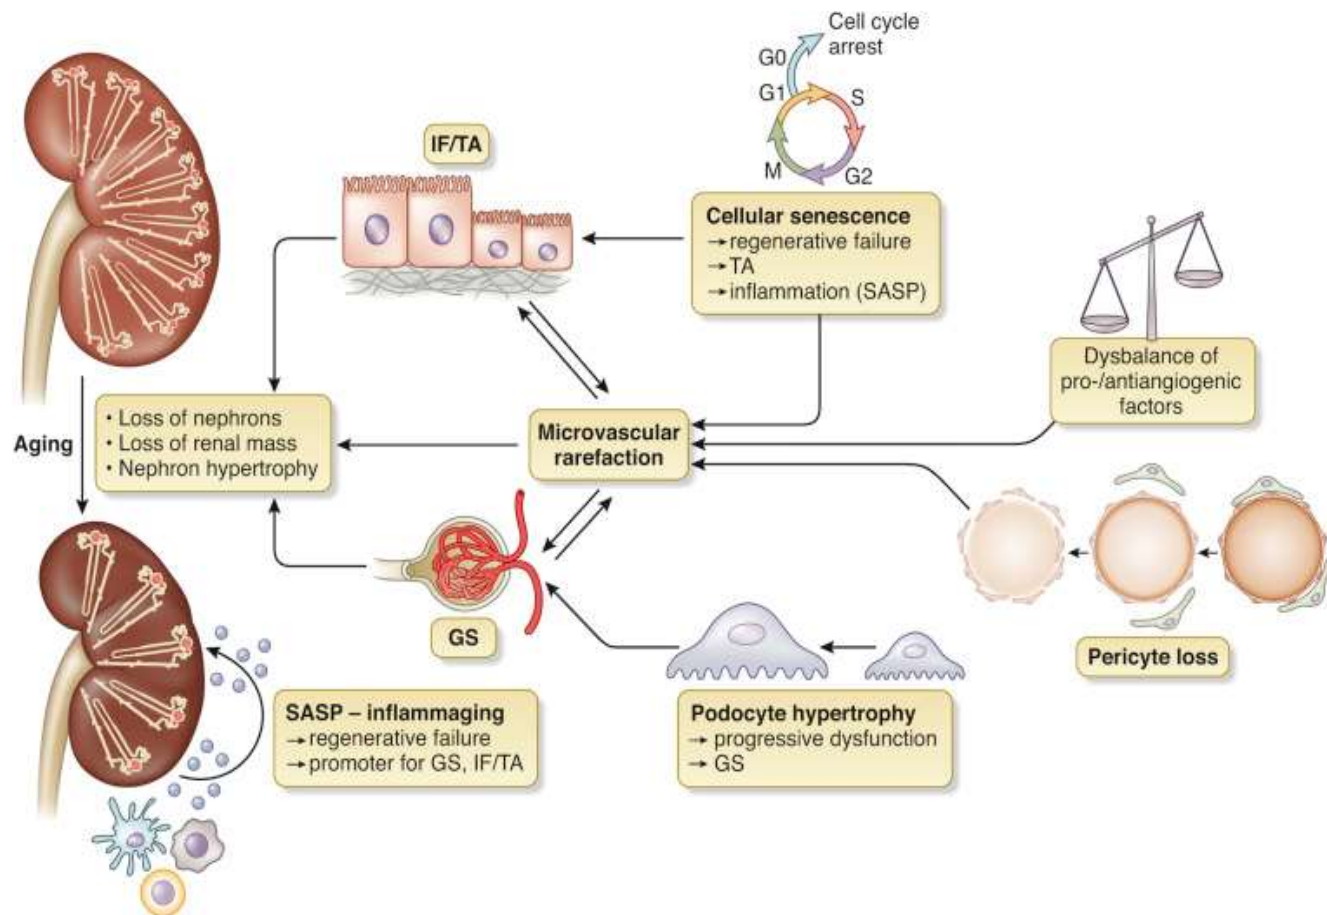 Cell cycle
arrest
G0
G1
S
M
G2
IF/TA
Cellular senescence
→ regenerative failure
→ TA
→ inflammation (SASP)
Dysbalance of
pro-/antiangiogenic
factors
Aging
• Loss of nephrons
• Loss of renal mass
• Nephron hypertrophy
Microvascular
rarefaction
GS
Pericyte loss
SASP – inflammaging
→ regenerative failure
→ promoter for GS, IF/TA
Podocyte hypertrophy
→ progressive dysfunction
→ GS